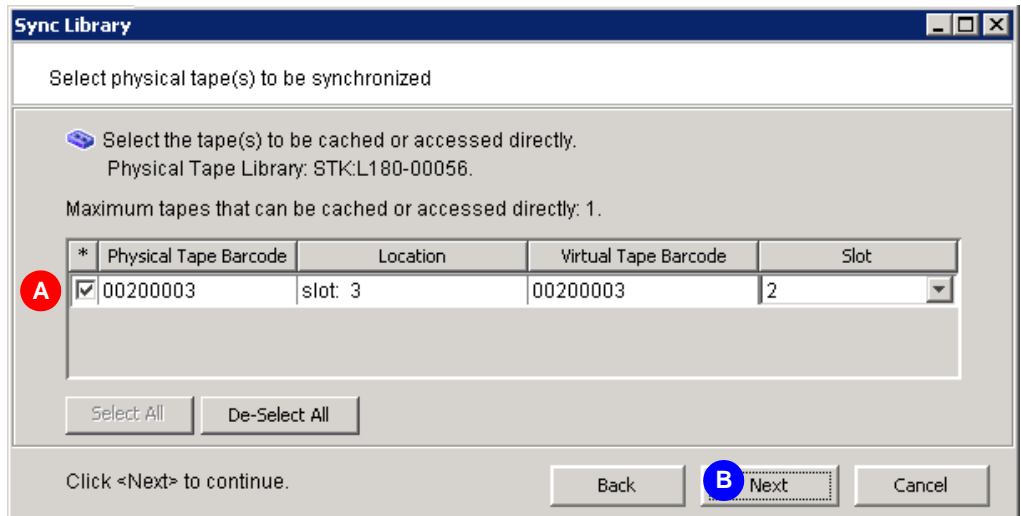 Sync Library
Select physical tape(s) to be synchronized
Select the tape(s) to be cached or accessed directly.
Physical Tape Library: STK:L180-00056.
Maximum tapes that can be cached or accessed directly: 1.
* Physical Tape Barcode Location Virtual Tape Barcode Slot
A 00200003 slot: 3 00200003 2
Select All De-Select All
Click <Next> to continue. Back B Next Cancel